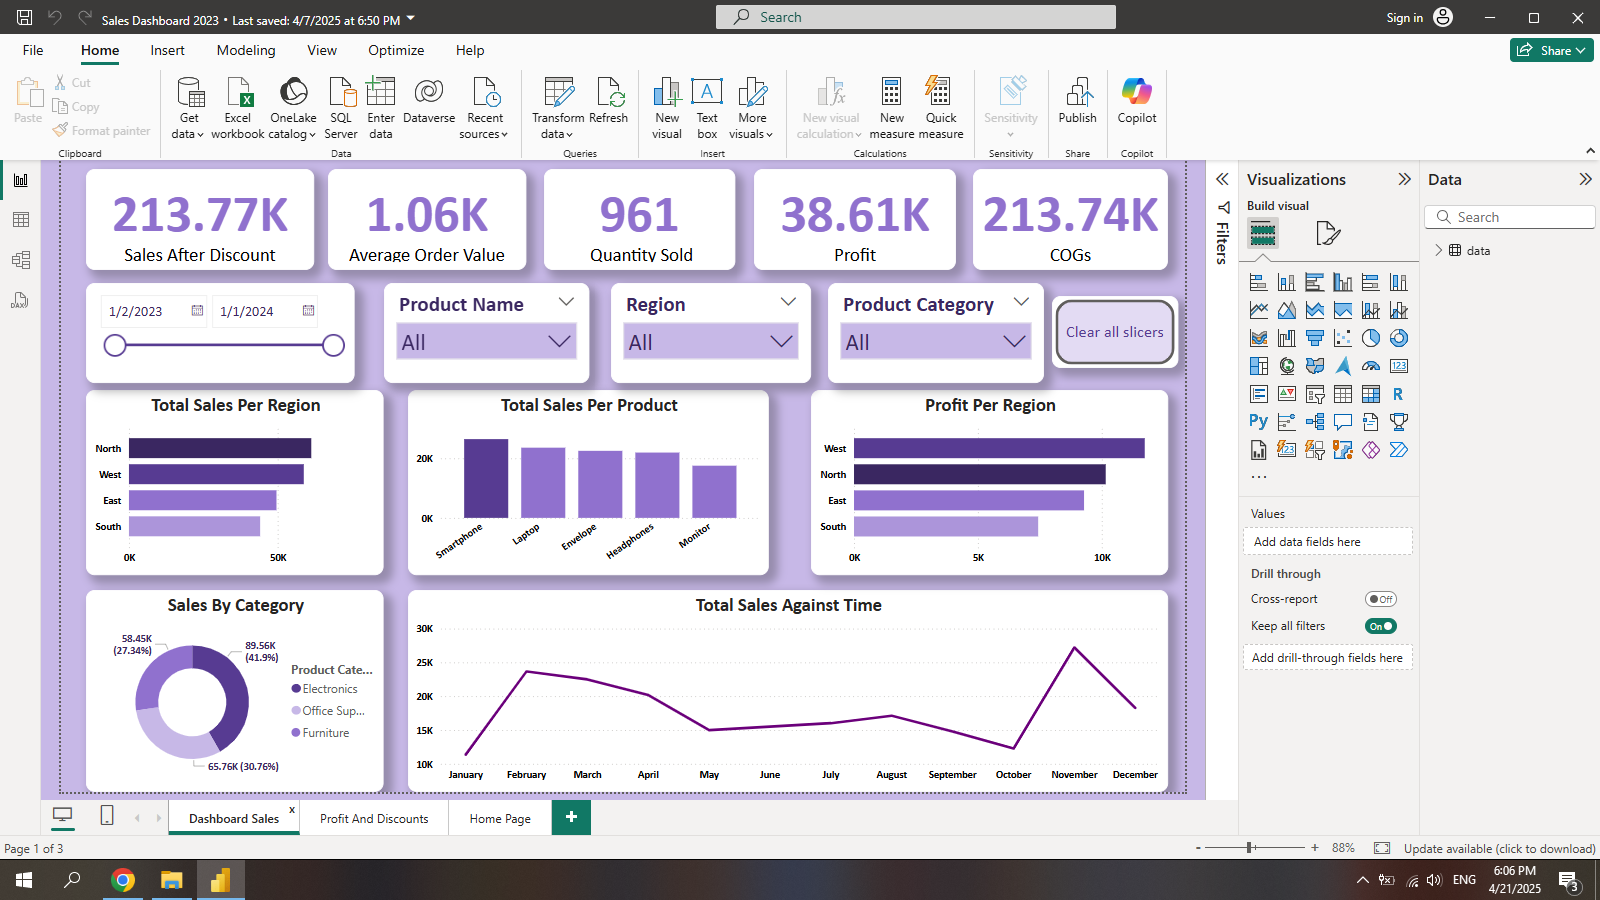 Sales Dashboard 2023 • Last saved: 4/7/2025 at 6:50 PM
Search
Sign in
File
Home
Insert
Modeling
View
Optimize
Help
Share
Paste
Cut
Copy
Format painter
Clipboard
Get data
Excel workbook
OneLake catalog
SQL Server
Enter data
Dataverse
Recent sources
Data
Transform data
Refresh
Queries
New visual
Text box
More visuals
Insert
New visual calculation
New measure
Quick measure
Calculations
Sensitivity
Sensitivity
Publish
Share
Copilot
Copilot
213.77K
Sales After Discount
1.06K
Average Order Value
961
Quantity Sold
38.61K
Profit
213.74K
COGs
1/2/2023
1/1/2024
Product Name
All
Region
All
Product Category
All
Clear all slicers
Total Sales Per Region
North
West
East
South
0K
50K
Total Sales Per Product
20K
0K
Smartphone
Laptop
Envelope
Headphones
Monitor
Profit Per Region
West
North
East
South
0K
5K
10K
Sales By Category
58.45K
(27.34%)
89.56K
(41.9%)
65.76K (30.76%)
Product Cate...
Electronics
Office Sup...
Furniture
Total Sales Against Time
30K
25K
20K
15K
10K
January
February
March
April
May
June
July
August
September
October
November
December
Filters
Visualizations
Build visual
123
R
Py
Values
Add data fields here
Drill through
Cross-report
Off
Keep all filters
On
Add drill-through fields here
Data
Search
data
Dashboard Sales
x
Profit And Discounts
Home Page
+
Page 1 of 3
- + 88%
Update available (click to download)
ENG
6:06 PM
4/21/2025
3